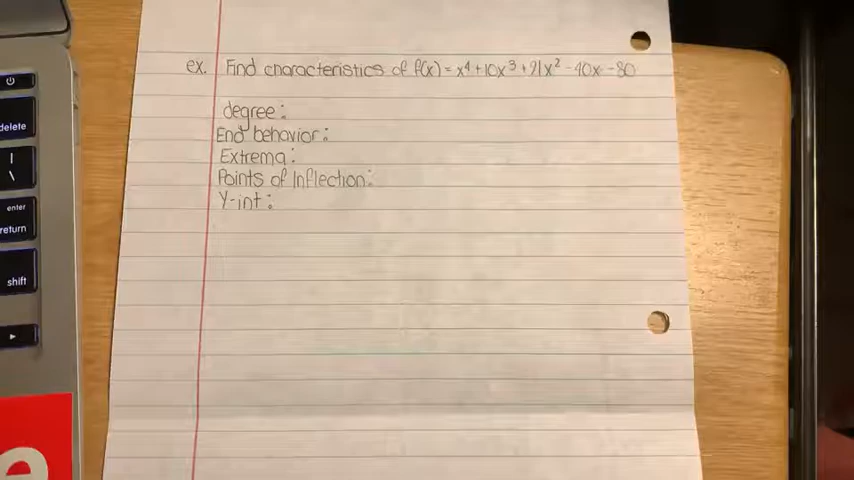 ex. Find characteristics of f(x) = x⁴ + 10x³ + 21x² - 40x - 80
degree:
End behavior:
Extrema:
Points of Inflection:
Y-int:
delete
| \
enter
return
shift
e